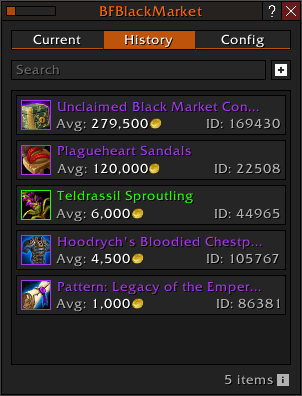 BFBlackMarket ?
Current History Config
Search
Unclaimed Black Market Con...
Avg: 279,500 ID: 169430
Plagueheart Sandals
Avg: 120,000 ID: 22508
Teldrassil Sproutling
Avg: 6,000 ID: 44965
Hoodrych's Bloodied Chestp...
Avg: 4,500 ID: 105767
Pattern: Legacy of the Emper...
Avg: 1,000 ID: 86381
5 items